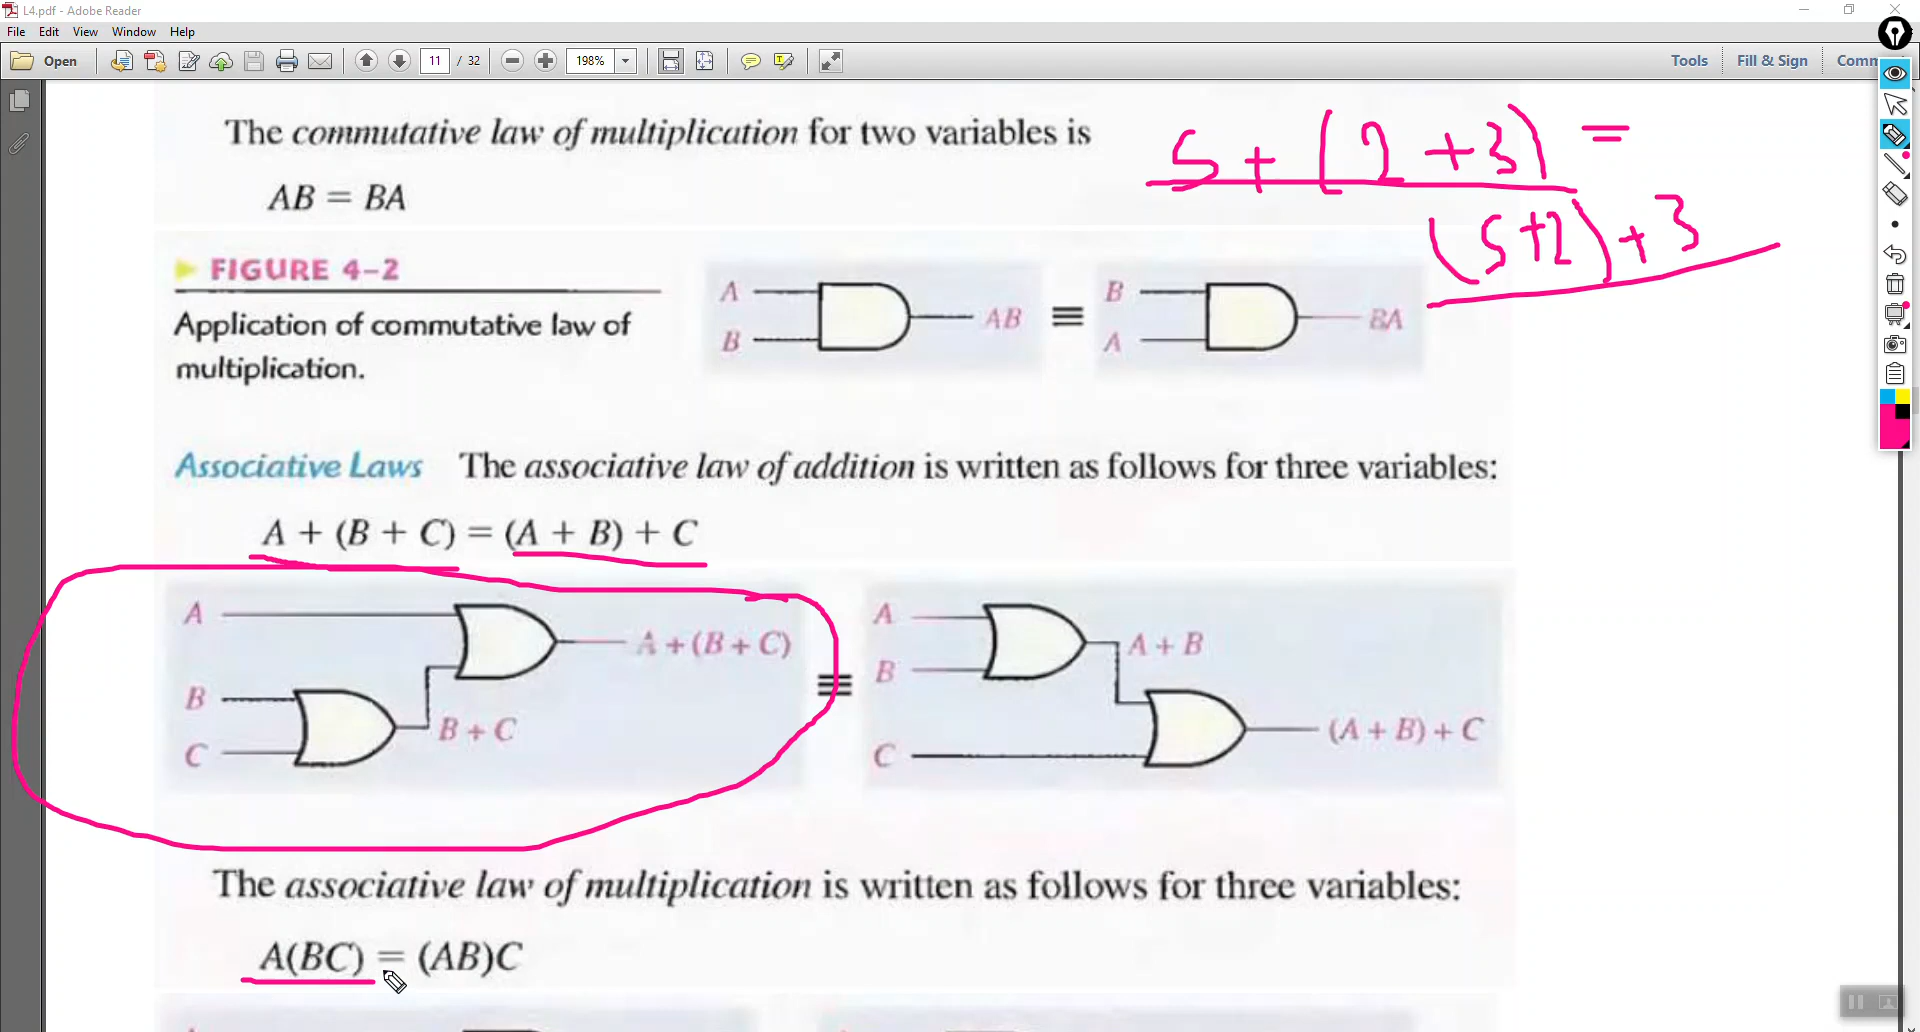 L4.pdf - Adobe Reader
File Edit View Window Help
Open 11 / 32 198% Tools Fill & Sign Comm
The commutative law of multiplication for two variables is
AB = BA
5 + (2 + 3) =
(5+2) + 3
FIGURE 4–2
Application of commutative law of
multiplication.
A
B
AB
≡
B
A
BA
Associative Laws The associative law of addition is written as follows for three variables:
A + (B + C) = (A + B) + C
A
B
C
B + C
A + (B + C)
≡
A
B
C
A + B
(A + B) + C
The associative law of multiplication is written as follows for three variables:
A(BC) = (AB)C